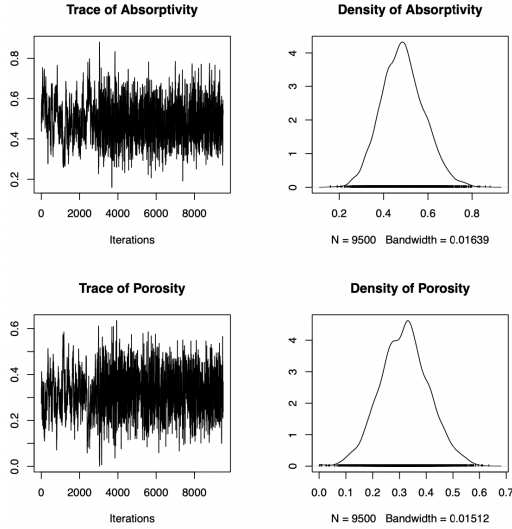 Trace of Absorptivity
0.8
0.6
0.4
0.2
0 2000 4000 6000 8000
Iterations
Density of Absorptivity
4
3
2
1
0
0.2 0.4 0.6 0.8
N = 9500 Bandwidth = 0.01639
Trace of Porosity
0.6
0.4
0.2
0.0
0 2000 4000 6000 8000
Iterations
Density of Porosity
4
3
2
1
0
0.0 0.1 0.2 0.3 0.4 0.5 0.6 0.7
N = 9500 Bandwidth = 0.01512